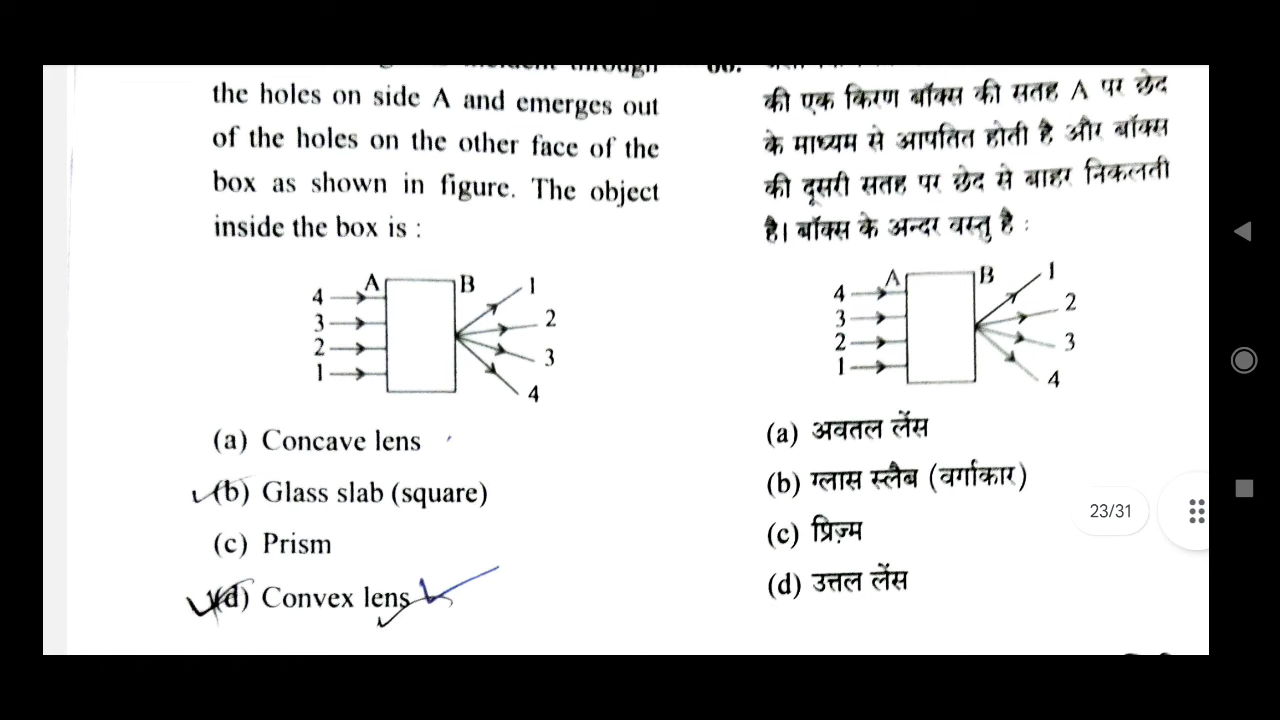 the holes on side A and emerges out
of the holes on the other face of the
box as shown in figure. The object
inside the box is :
A B 1
4
3 2
2 3
1 4
(a) Concave lens
(b) Glass slab (square)
(c) Prism
(d) Convex lens
की एक किरण बॉक्स की सतह A पर छेद
के माध्यम से आपतित होती है और बॉक्स
की दूसरी सतह पर छेद से बाहर निकलती
है। बॉक्स के अन्दर वस्तु है :
A B 1
4 2
3
2 3
1 4
(a) अवतल लेंस
(b) ग्लास स्लैब (वर्गाकार)
(c) प्रिज़्म
(d) उत्तल लेंस
23/31